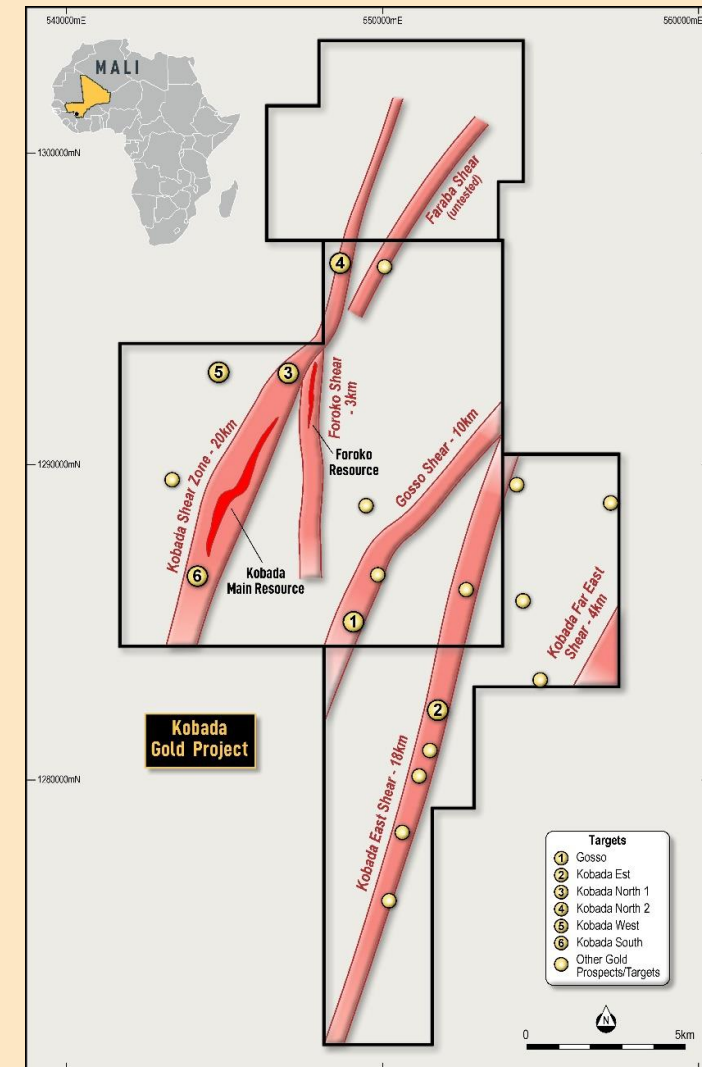 540000mE
550000mE
560000mE
MALI
1300000mN
Faraba Shear
(untested)
4
5
3
Foroko Shear
- 3km
Kobada Shear Zone - 20km
Foroko
Resource
Gosso Shear - 10km
1290000mN
6
Kobada
Main Resource
1
Kobada Far East
Shear - 4km
2
Kobada
Gold Project
1280000mN
Kobada East Shear - 18km
Targets
1 Gosso
2 Kobada Est
3 Kobada North 1
4 Kobada North 2
5 Kobada West
6 Kobada South
Other Gold
Prospects/Targets
N
0
5km